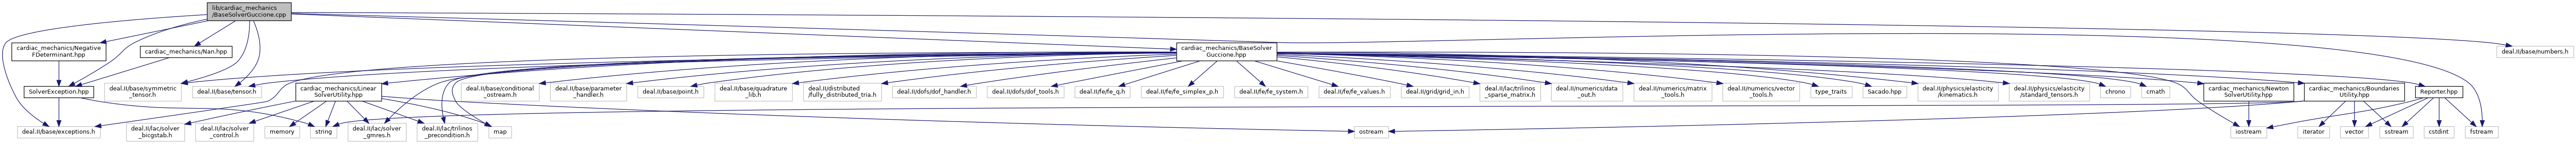 lib/cardiac_mechanics
/BaseSolverGuccione.cpp
cardiac_mechanics/Negative
FDeterminant.hpp
cardiac_mechanics/Nan.hpp
cardiac_mechanics/BaseSolver
Guccione.hpp
deal.II/base/numbers.h
SolverException.hpp
deal.II/base/symmetric
_tensor.h
deal.II/base/tensor.h
cardiac_mechanics/Linear
SolverUtility.hpp
deal.II/base/conditional
_ostream.h
deal.II/base/parameter
_handler.h
deal.II/base/point.h
deal.II/base/quadrature
_lib.h
deal.II/distributed
/fully_distributed_tria.h
deal.II/dofs/dof_handler.h
deal.II/dofs/dof_tools.h
deal.II/fe/fe_q.h
deal.II/fe/fe_simplex_p.h
deal.II/fe/fe_system.h
deal.II/fe/fe_values.h
deal.II/grid/grid_in.h
deal.II/lac/trilinos
_sparse_matrix.h
deal.II/numerics/data
_out.h
deal.II/numerics/matrix
_tools.h
deal.II/numerics/vector
_tools.h
type_traits
Sacado.hpp
deal.II/physics/elasticity
/kinematics.h
deal.II/physics/elasticity
/standard_tensors.h
chrono
cmath
cardiac_mechanics/Newton
SolverUtility.hpp
cardiac_mechanics/Boundaries
Utility.hpp
Reporter.hpp
deal.II/base/exceptions.h
deal.II/lac/solver
_bicgstab.h
deal.II/lac/solver
_control.h
memory
string
deal.II/lac/solver
_gmres.h
deal.II/lac/trilinos
_precondition.h
map
ostream
iostream
iterator
vector
sstream
cstdint
fstream